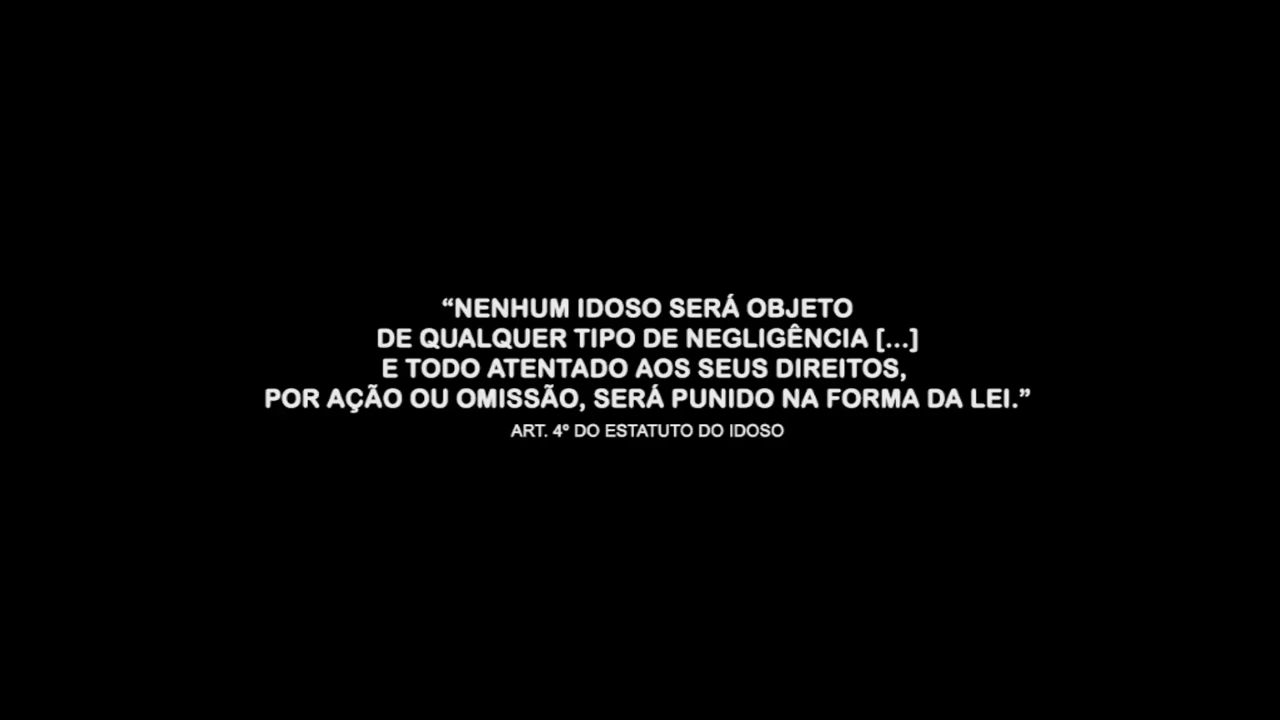 “NENHUM IDOSO SERÁ OBJETO
DE QUALQUER TIPO DE NEGLIGÊNCIA [...]
E TODO ATENTADO AOS SEUS DIREITOS,
POR AÇÃO OU OMISSÃO, SERÁ PUNIDO NA FORMA DA LEI.”
ART. 4º DO ESTATUTO DO IDOSO